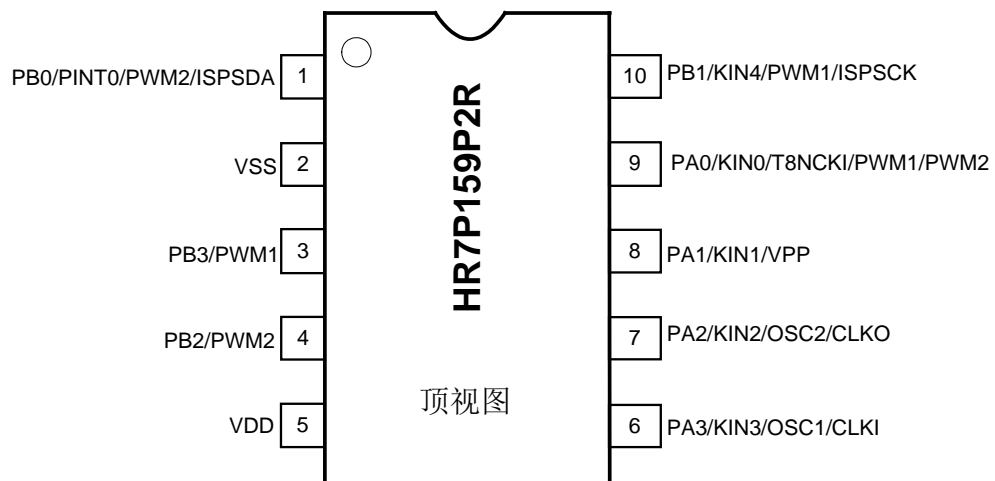 PB0/PINT0/PWM2/ISPSDA 1
VSS 2
PB3/PWM1 3
PB2/PWM2 4
VDD 5
HR7P159P2R
顶视图
10 PB1/KIN4/PWM1/ISPSCK
9 PA0/KIN0/T8NCKI/PWM1/PWM2
8 PA1/KIN1/VPP
7 PA2/KIN2/OSC2/CLKO
6 PA3/KIN3/OSC1/CLKI